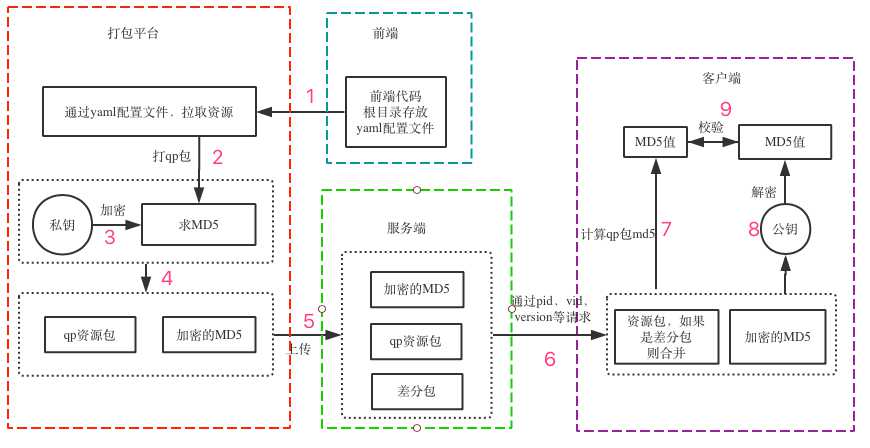 打包平台
前端
客户端
通过yaml配置文件、拉取资源
1
前端代码
根目录存放
yaml配置文件
打qp包
2
私钥
加密
3
求MD5
4
qp资源包
加密的MD5
5
上传
服务端
加密的MD5
qp资源包
差分包
通过pid、vid、
version等请求
6
资源包，如果
是差分包
则合并
加密的MD5
计算qp包md5
7
8
公钥
解密
MD5值
9
校验
MD5值